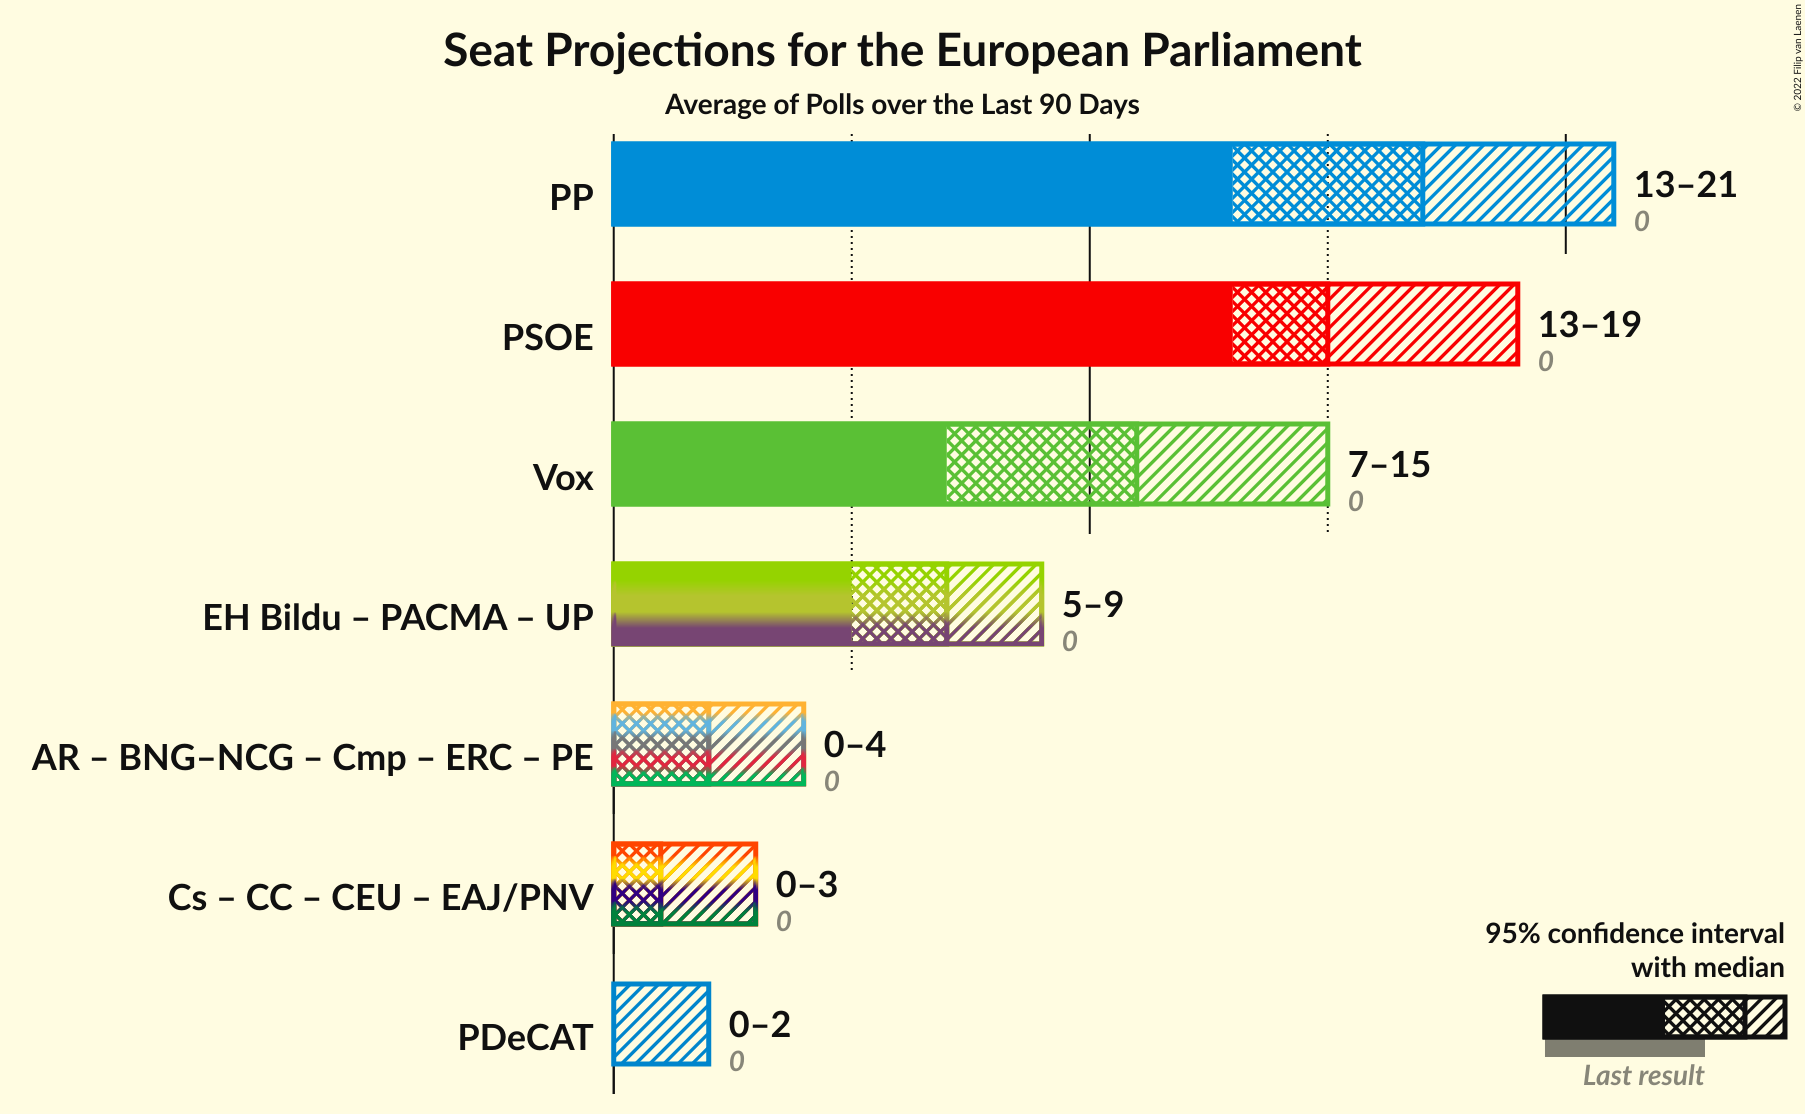 Seat Projections for the European Parliament
Average of Polls over the Last 90 Days
© 2022 Filip van Laenen
PP
13–21
0
PSOE
13–19
0
Vox
7–15
0
EH Bildu – PACMA – UP
5–9
0
AR – BNG–NCG – Cmp – ERC – PE
0–4
0
Cs – CC – CEU – EAJ/PNV
0–3
0
PDeCAT
0–2
0
95% confidence interval
with median
Last result